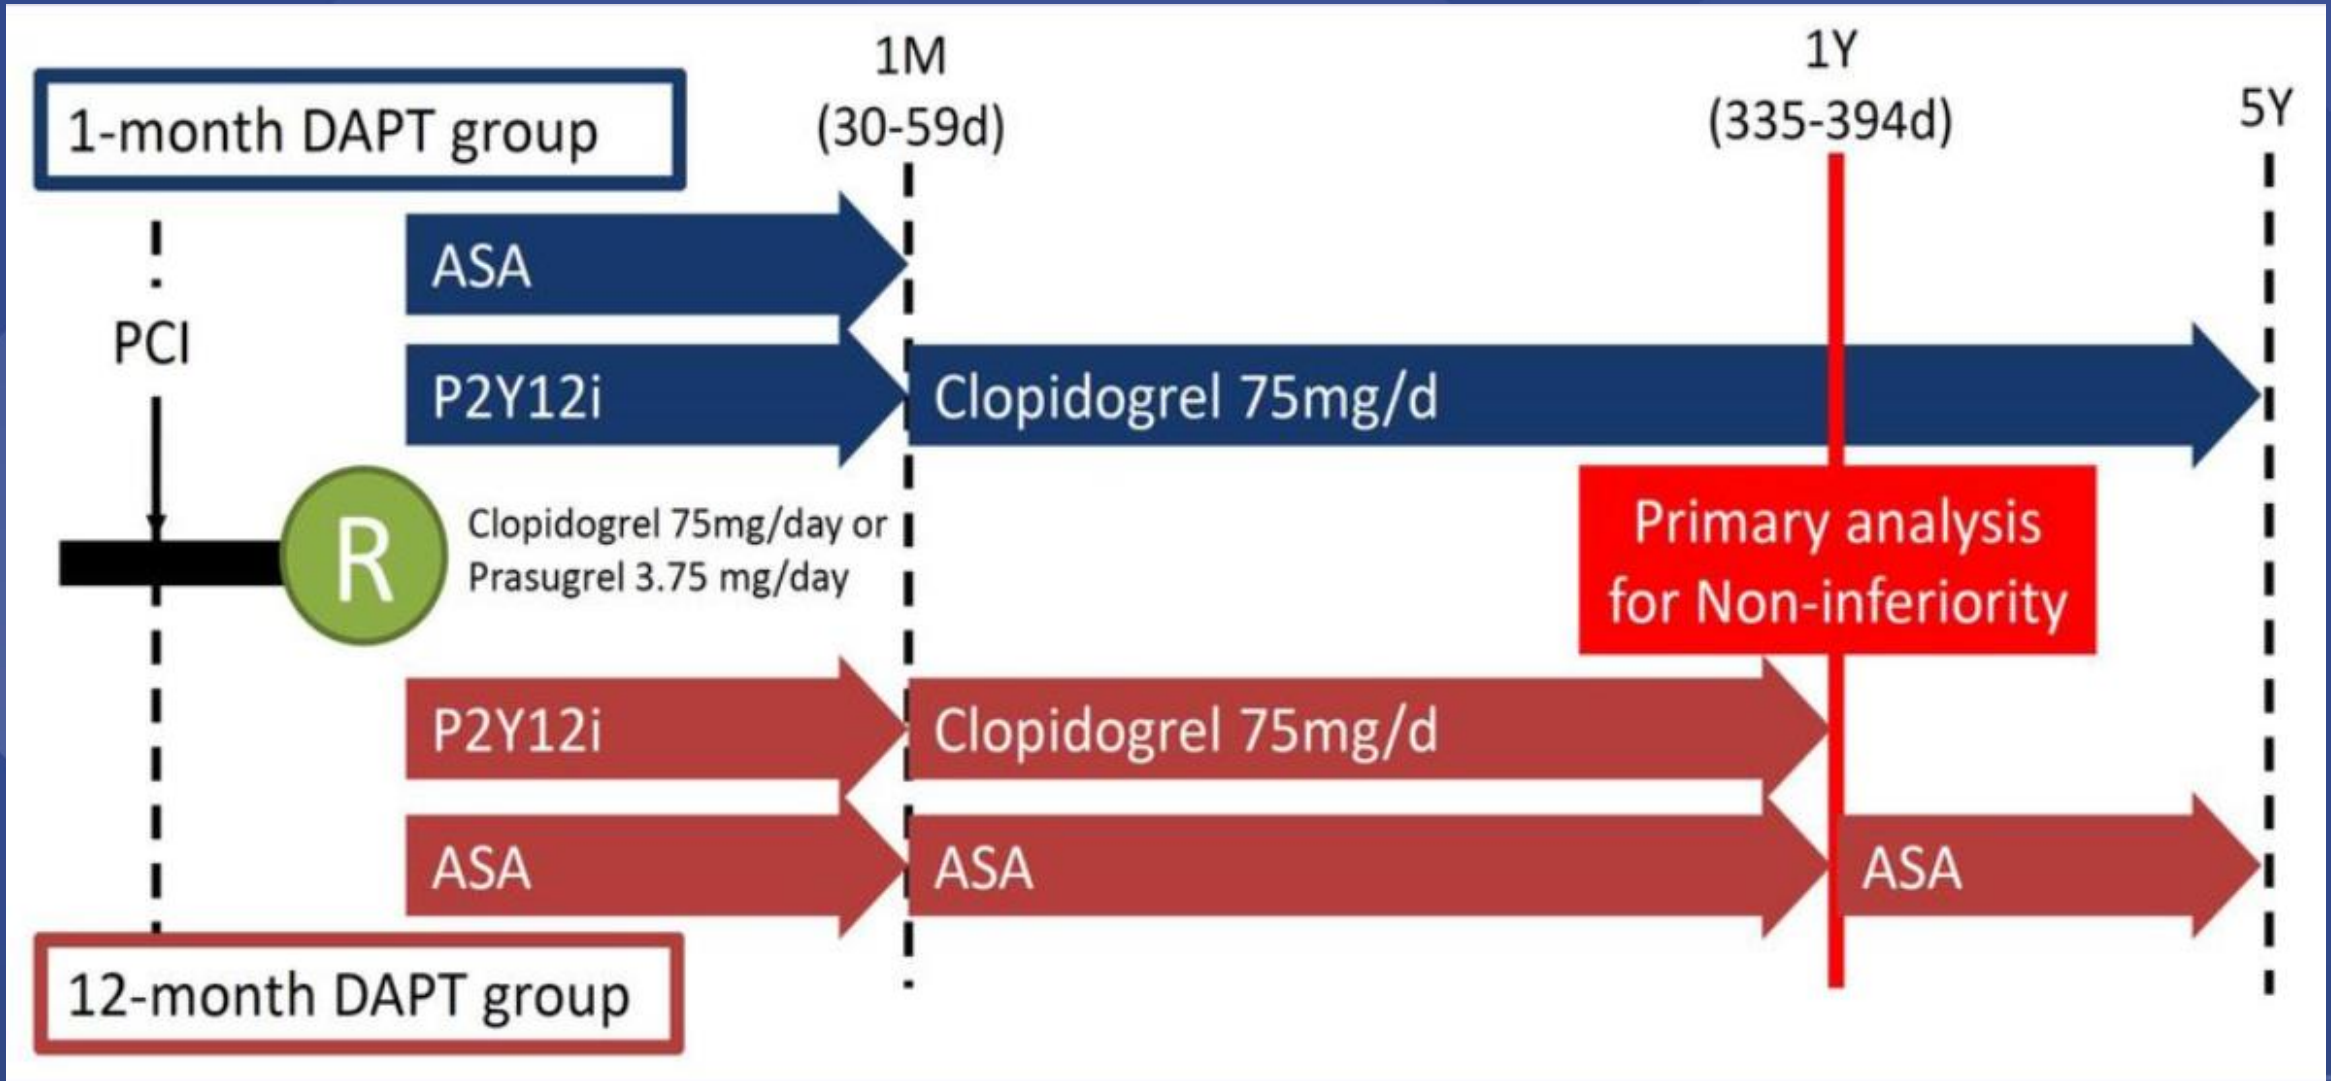 1M
(30-59d)
1Y
(335-394d)
5Y
1-month DAPT group
ASA
PCI
P2Y12i
Clopidogrel 75mg/d
R
Clopidogrel 75mg/day or
Prasugrel 3.75 mg/day
Primary analysis
for Non-inferiority
P2Y12i
Clopidogrel 75mg/d
ASA
ASA
ASA
12-month DAPT group